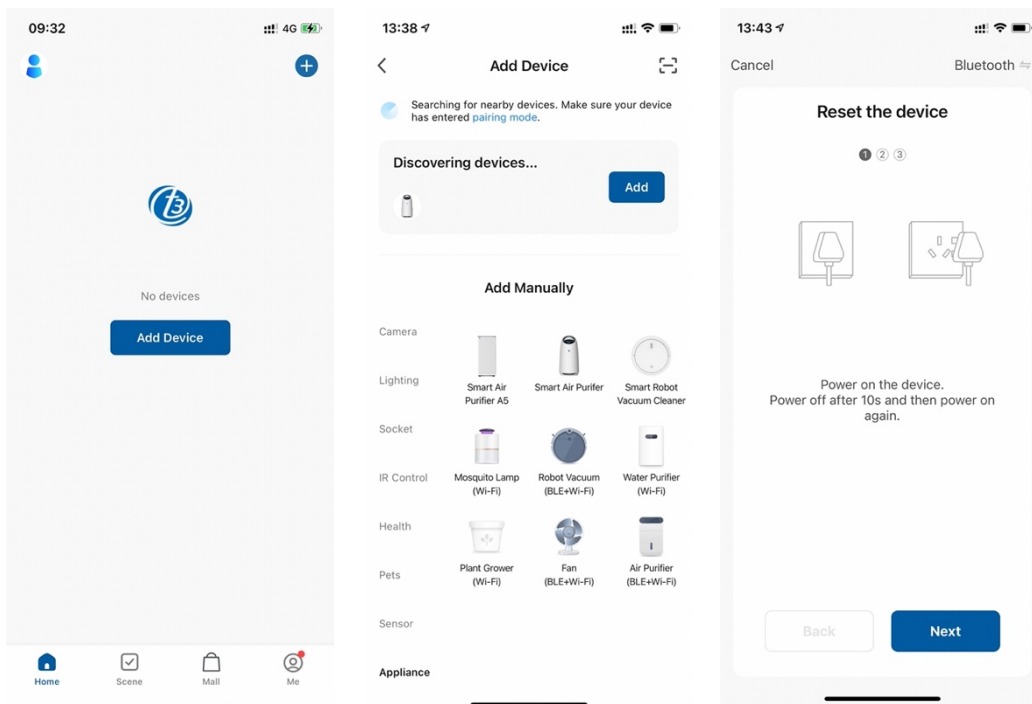 09:32
4G
t3
No devices
Add Device
Home
Scene
Mall
Me
13:38
Add Device
Searching for nearby devices. Make sure your device
has entered pairing mode.
Discovering devices...
Add
Add Manually
Camera
Lighting
Socket
IR Control
Health
Pets
Sensor
Appliance
Smart Air
Purifier A5
Smart Air Purifer
Smart Robot
Vacuum Cleaner
Mosquito Lamp
(Wi-Fi)
Robot Vacuum
(BLE+Wi-Fi)
Water Purifier
(Wi-Fi)
Plant Grower
(Wi-Fi)
Fan
(BLE+Wi-Fi)
Air Purifier
(BLE+Wi-Fi)
13:43
Cancel
Bluetooth
Reset the device
1 2 3
Power on the device.
Power off after 10s and then power on
again.
Back
Next